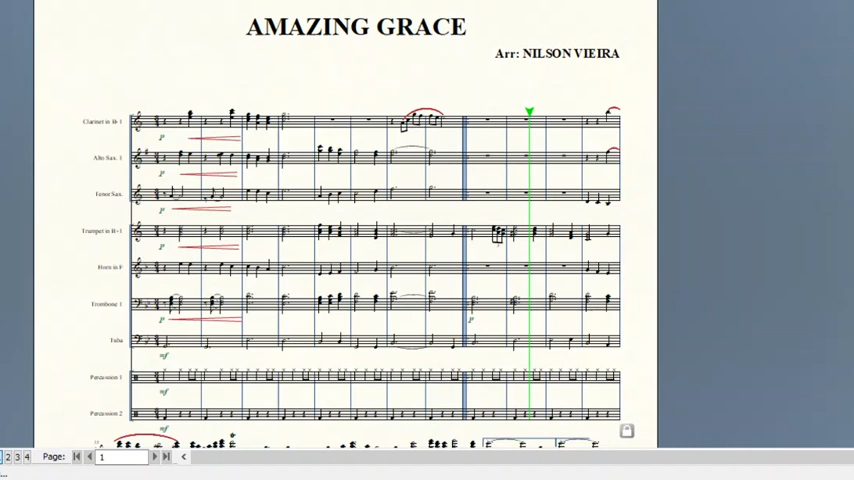 AMAZING GRACE
Arr: NILSON VIEIRA
Clarinet in B♭ 1
p
Alto Sax. 1
p
Tenor Sax.
p
Trumpet in B♭ 1
p
Horn in F
Trombone 1
p
p
Tuba
mf
Percussion 1
mf
Percussion 2
mf
1 2 3 4 Page: 1